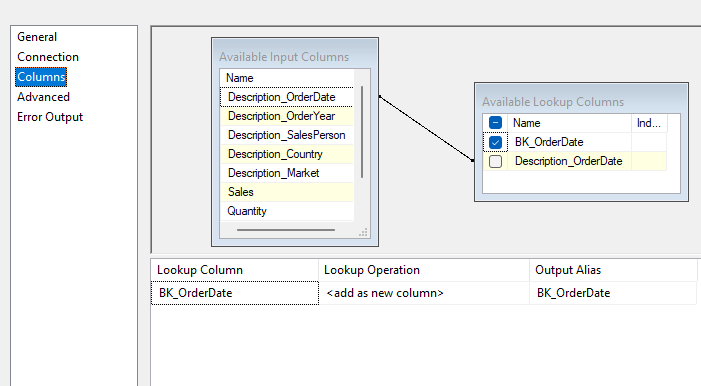 General
Connection
Columns
Advanced
Error Output
Available Input Columns
Name
Description_OrderDate
Description_OrderYear
Description_SalesPerson
Description_Country
Description_Market
Sales
Quantity
Available Lookup Columns
Name Ind...
BK_OrderDate
Description_OrderDate
Lookup Column Lookup Operation Output Alias
BK_OrderDate <add as new column> BK_OrderDate